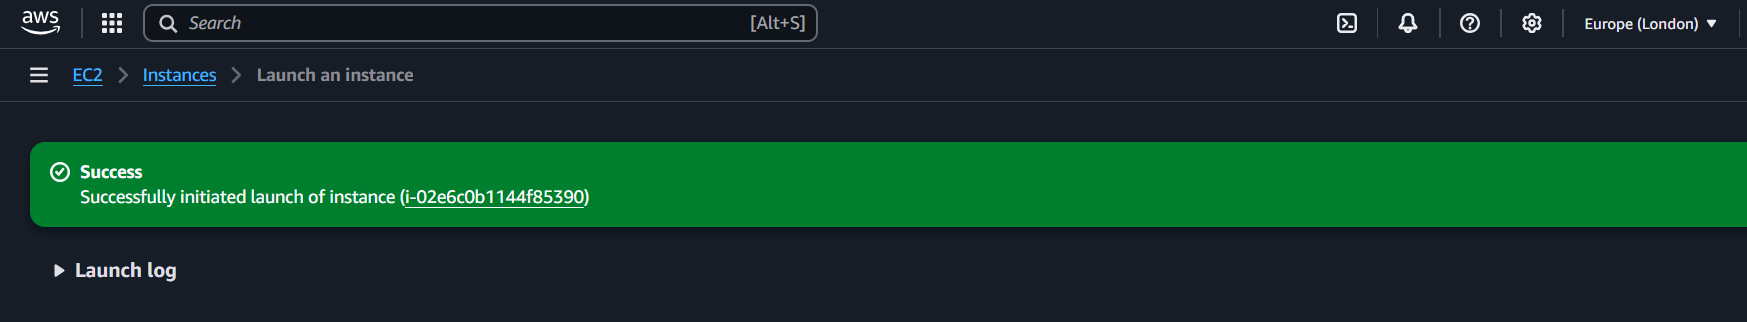 aws
Search [Alt+S]
Europe (London)
EC2 Instances Launch an instance
Success
Successfully initiated launch of instance (i-02e6c0b1144f85390)
Launch log